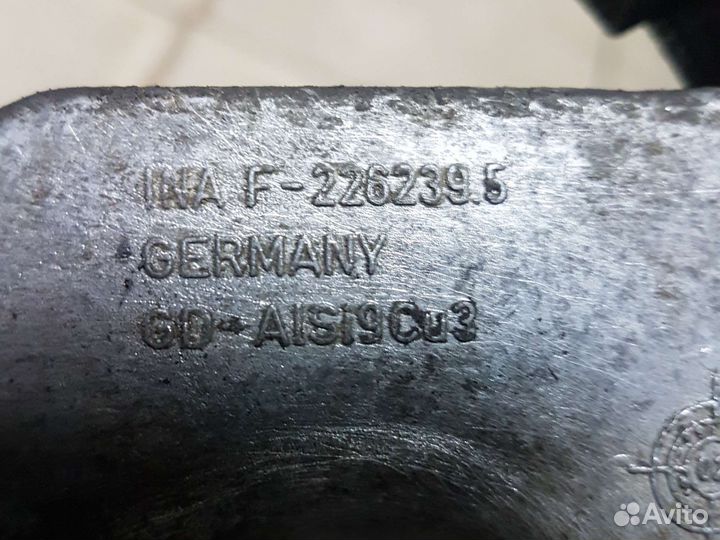 INA F-226239.5
GERMANY
GD-AlSi9Cu3
Avito